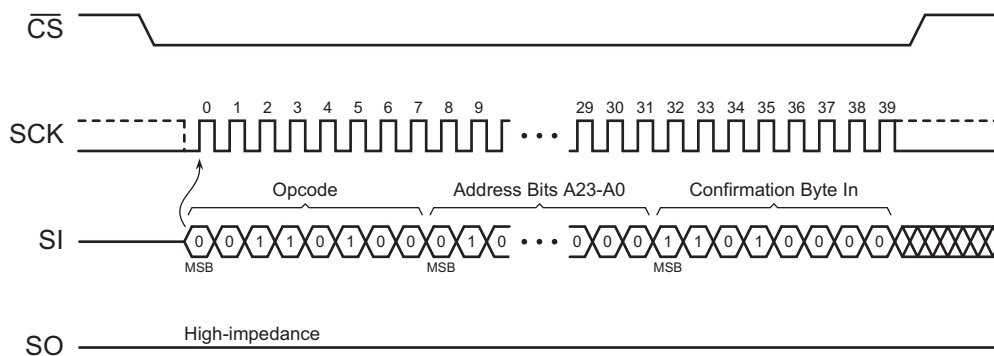 CS
0 1 2 3 4 5 6 7 8 9 29 30 31 32 33 34 35 36 37 38 39
SCK
Opcode Address Bits A23-A0 Confirmation Byte In
SI 0 0 1 1 0 1 0 0 0 1 0 0 0 0 1 1 0 1 0 0 0 0
MSB MSB MSB
High-impedance
SO